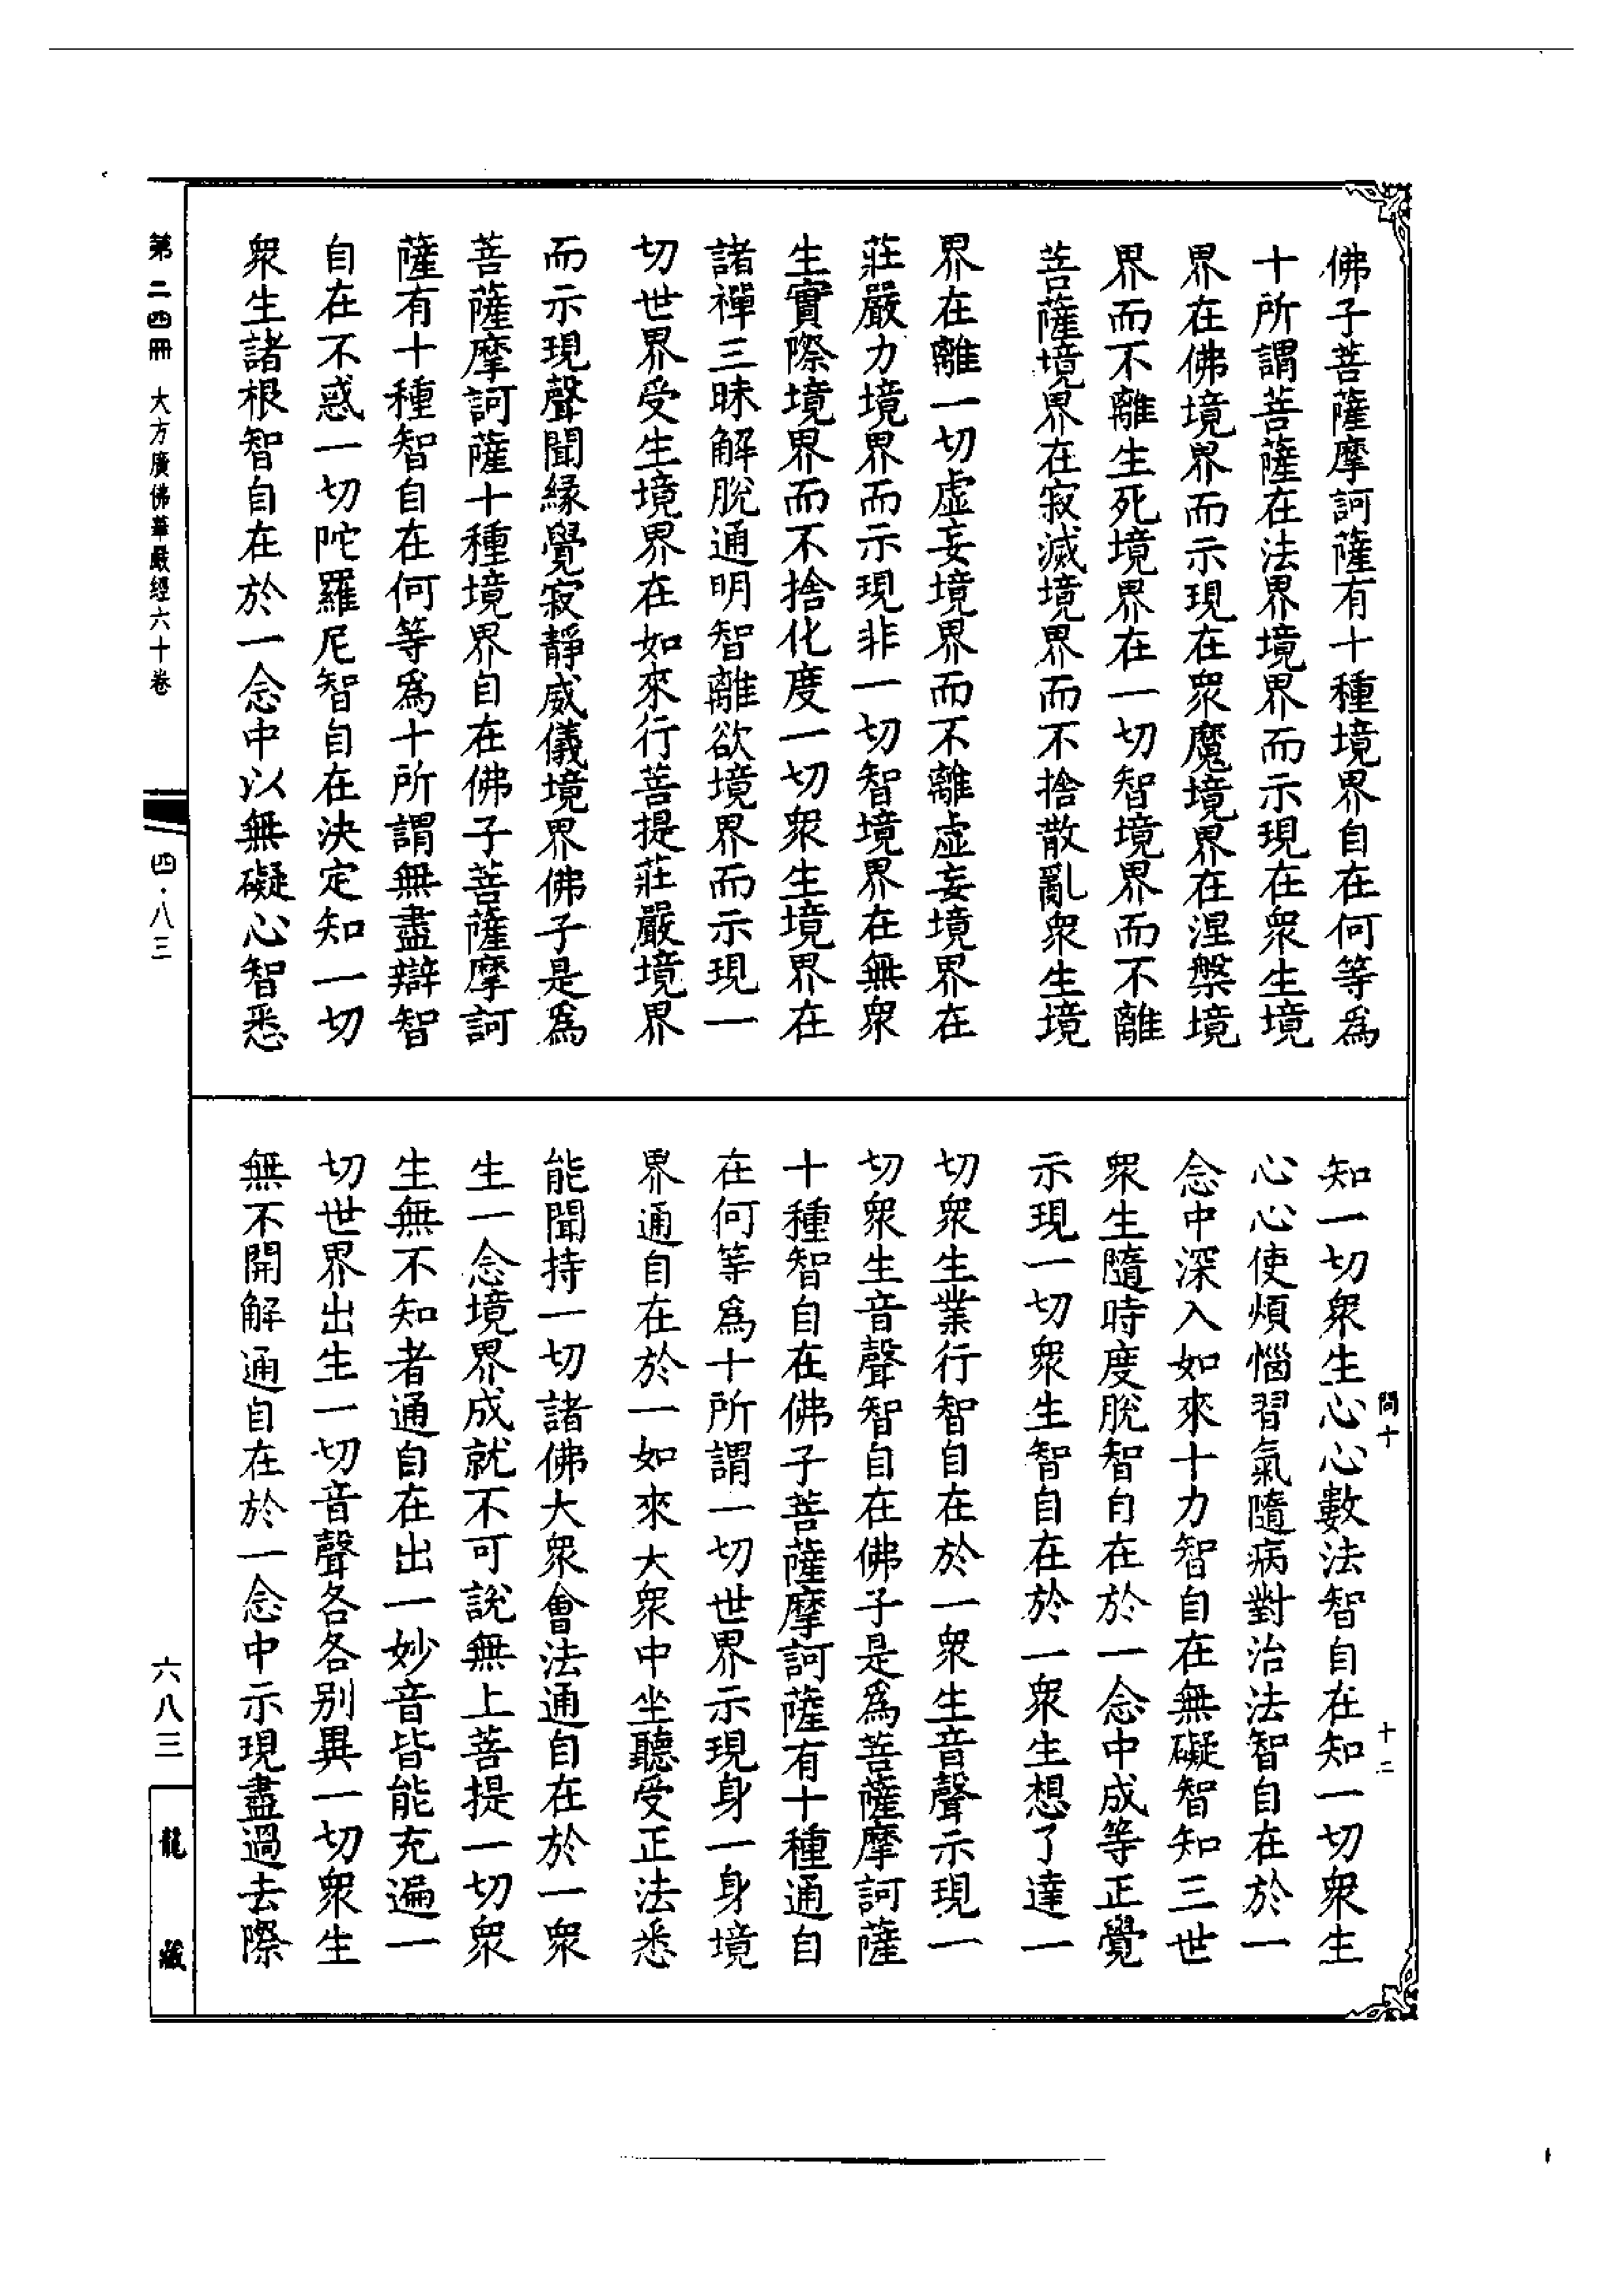 佛子菩薩摩訶薩有十種境界自在何等爲
十所謂菩薩在法界境界而示現在衆生境
界在佛境界而示現在衆魔境界在涅槃境
界而不離生死境界在一切智境界而不離
菩薩境界在寂滅境界而不捨散亂衆生境
界在離一切虛妄境界而不離虛妄境界在
莊嚴力境界而示現非一切智境界在無衆
生實際境界而不捨化度一切衆生境界在
諸禪三昧解脫通明智離欲境界而示現一
切世界受生境界在如來行菩提莊嚴境界
而示現聲聞緣覺寂靜威儀境界佛子是爲
菩薩摩訶薩十種境界自在佛子菩薩摩訶
薩有十種智自在何等爲十所謂無盡辯智
自在不惑一切陀羅尼智自在決定知一切
衆生諸根智自在於一念中以無礙心智悉
知一切衆生心心數法智自在知一切衆生
心心使煩惱習氣隨病對治法智自在於一
念中深入如來十力智自在無礙智知三世
衆生隨時度脫智自在於一念中成等正覺
示現一切衆生智自在於一衆生想了達一
切衆生業行智自在於一衆生音聲示現一
切衆生音聲智自在佛子是爲菩薩摩訶薩
十種智自在佛子菩薩摩訶薩有十種通自
在何等爲十所謂一切世界示現身一身境
界通自在於一如來大衆中坐聽受正法悉
能聞持一切諸佛大衆會法通自在於一衆
生一念境界成就不可說無上菩提一切衆
生無不知者通自在出一妙音皆能充遍一
切世界出生一切音聲各各別異一切衆生
無不開解通自在於一念中示現盡過去際
問十
十二
第二四冊 大方廣佛華嚴經六十卷
四·八三
六八三
龍藏